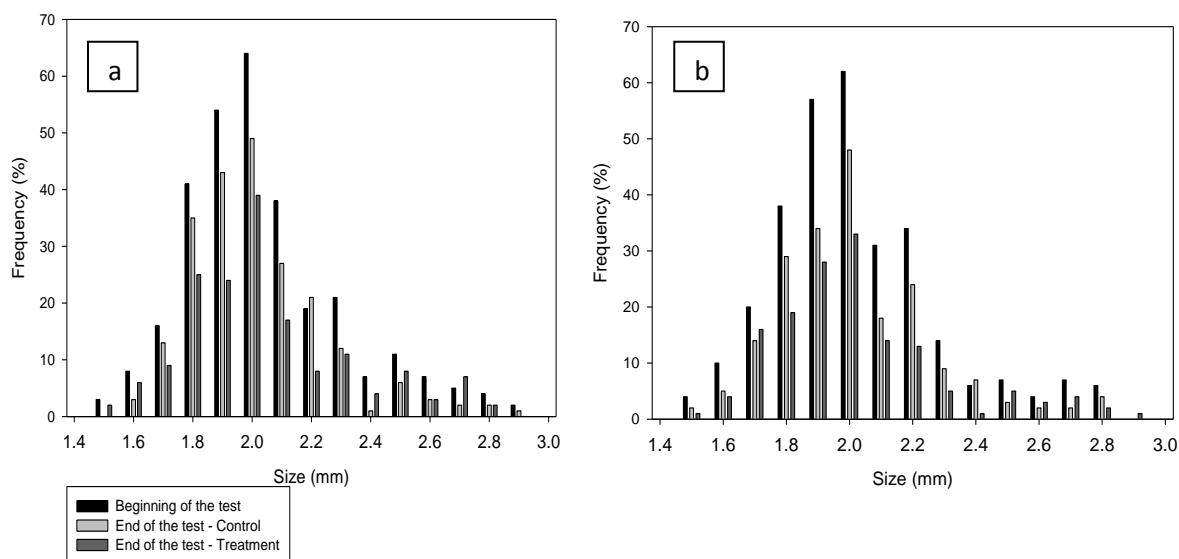 a
70
60
50
40
30
20
10
0
Frequency (%)
1.4 1.6 1.8 2.0 2.2 2.4 2.6 2.8 3.0
Size (mm)
b
70
60
50
40
30
20
10
0
Frequency (%)
1.4 1.6 1.8 2.0 2.2 2.4 2.6 2.8 3.0
Size (mm)
Beginning of the test
End of the test - Control
End of the test - Treatment